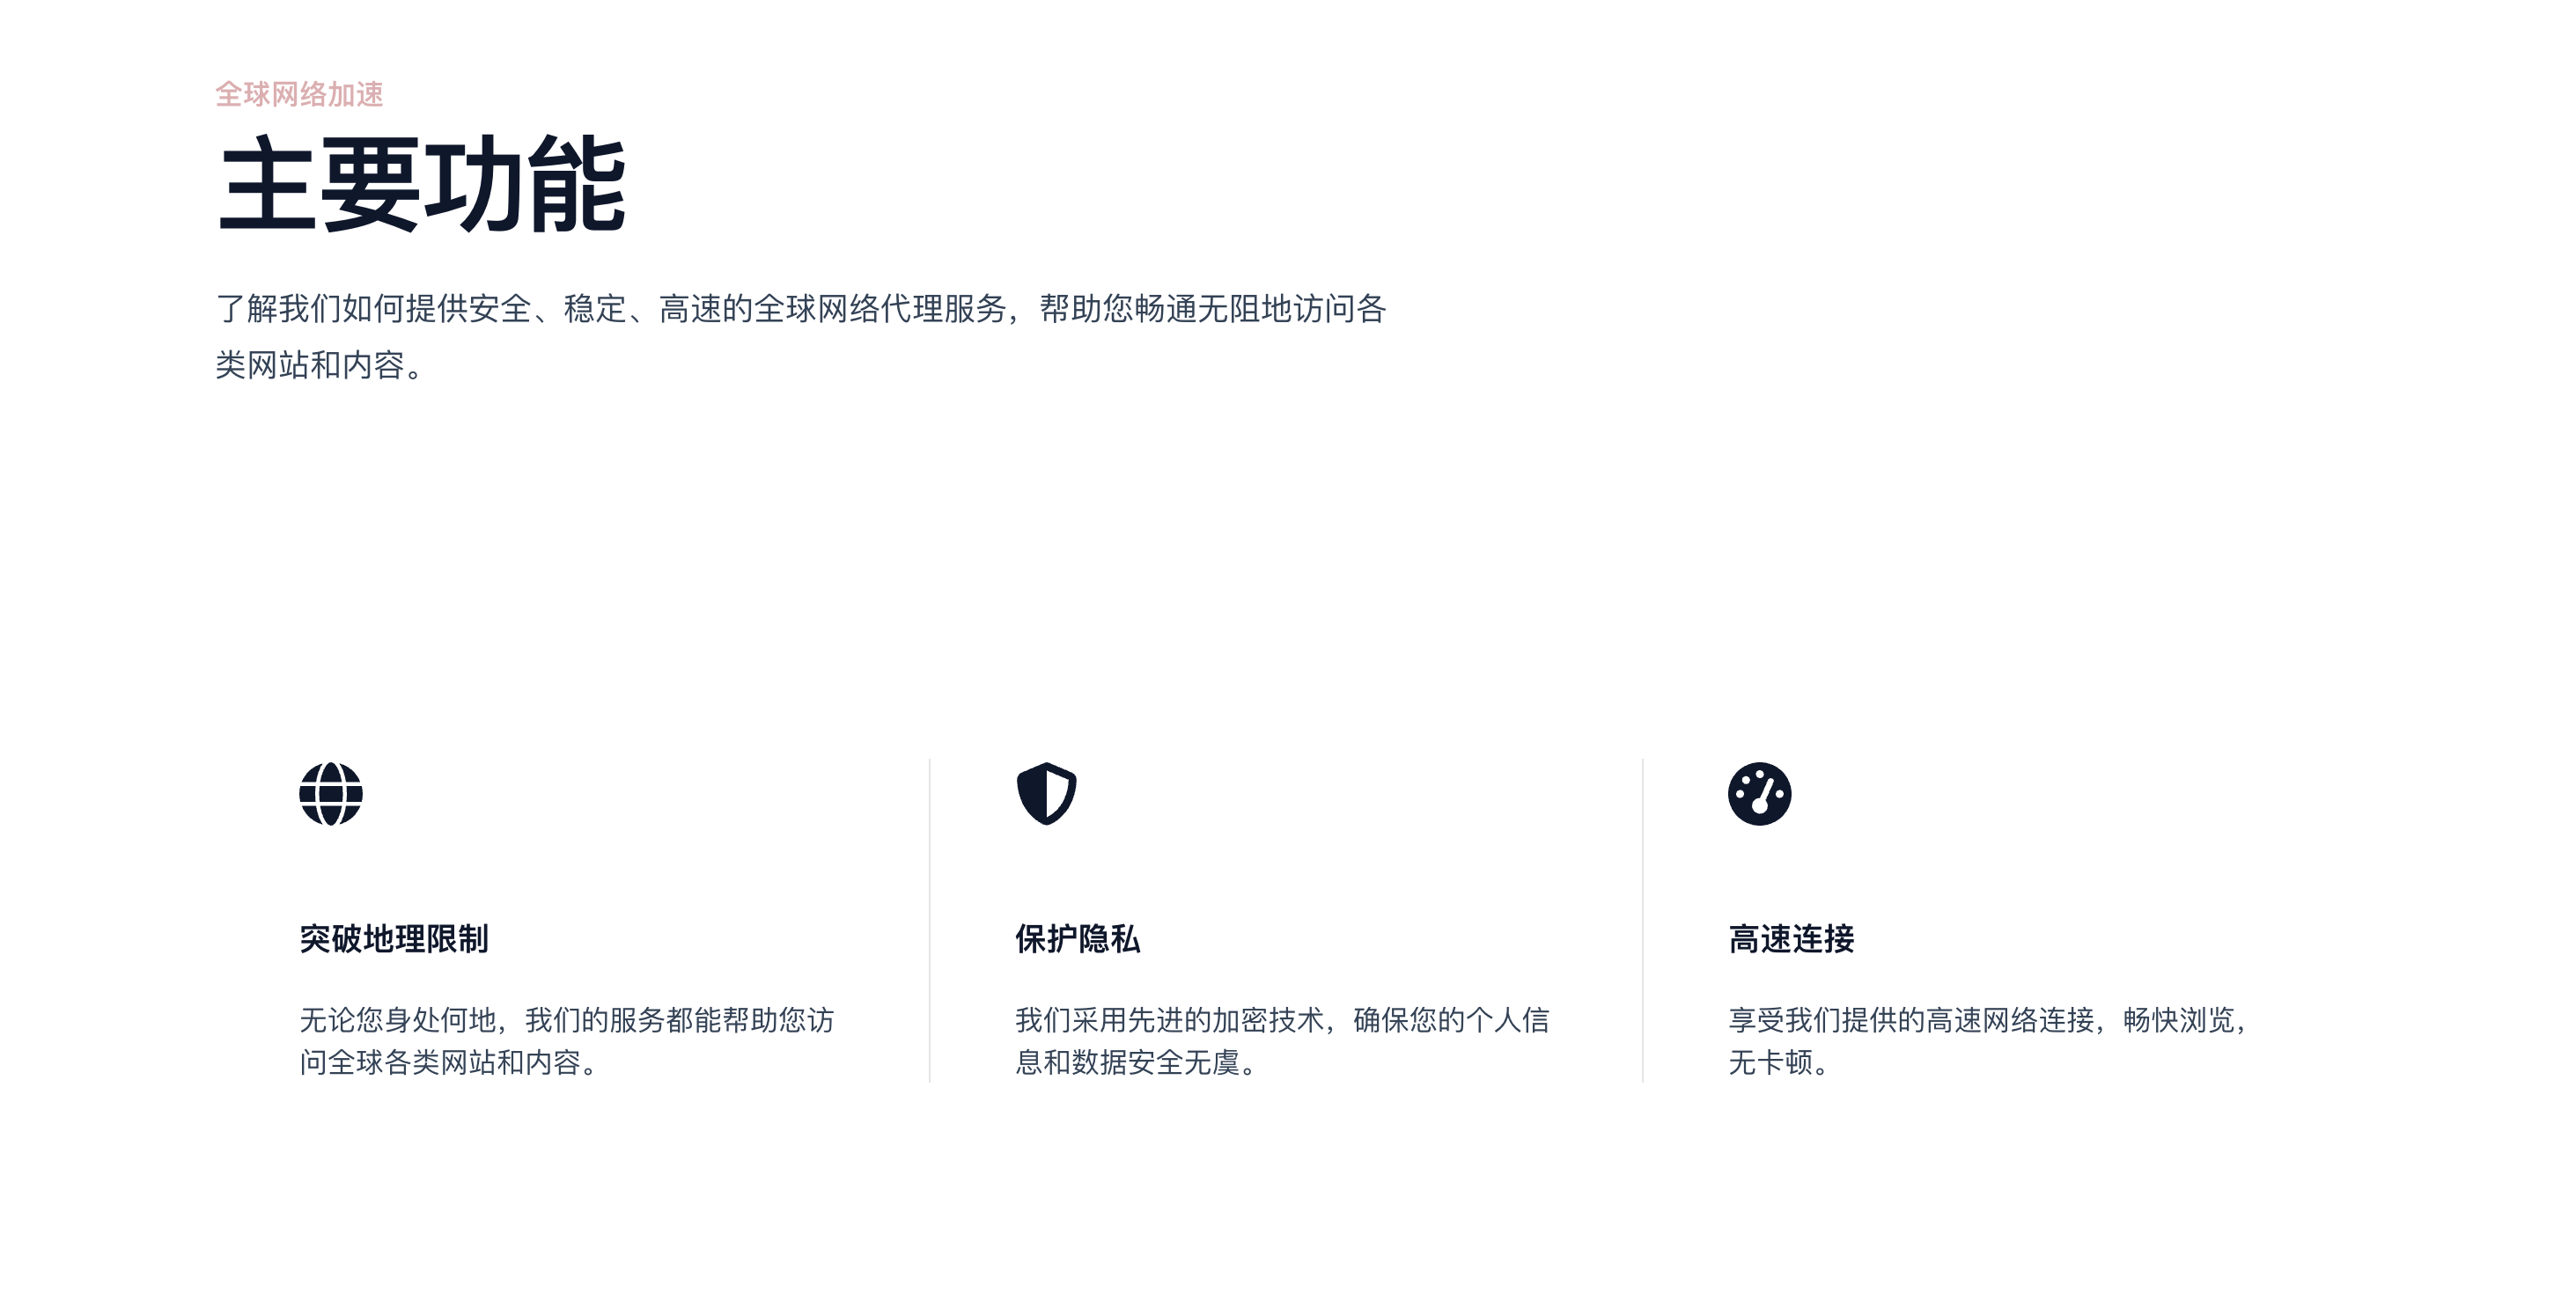 全球网络加速
主要功能
了解我们如何提供安全、稳定、高速的全球网络代理服务，帮助您畅通无阻地访问各
类网站和内容。
突破地理限制
无论您身处何地，我们的服务都能帮助您访
问全球各类网站和内容。
保护隐私
我们采用先进的加密技术，确保您的个人信
息和数据安全无虞。
高速连接
享受我们提供的高速网络连接，畅快浏览，
无卡顿。